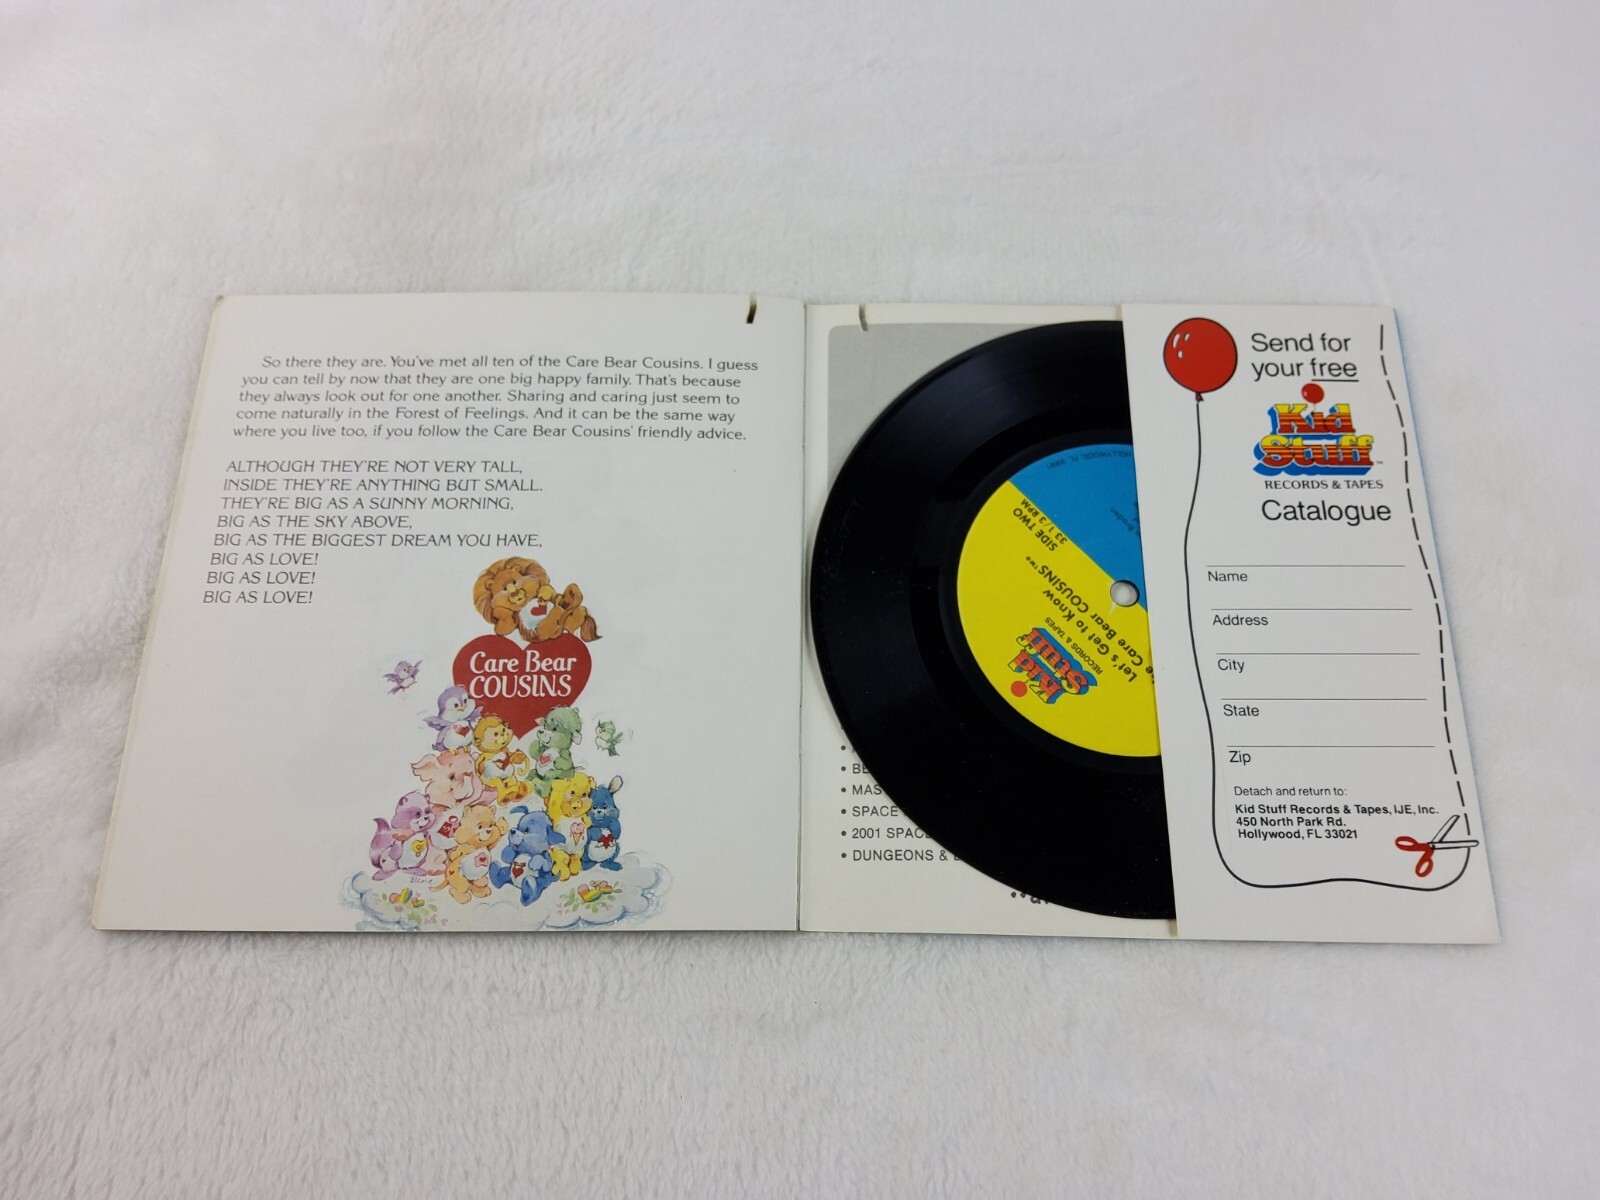 So there they are. You've met all ten of the Care Bear Cousins. I guess
you can tell by now that they are one big happy family. That's because
they always look out for one another. Sharing and caring just seem to
come naturally in the Forest of Feelings. And it can be the same way
where you live too, if you follow the Care Bear Cousins' friendly advice.
ALTHOUGH THEY'RE NOT VERY TALL,
INSIDE THEY'RE ANYTHING BUT SMALL.
THEY'RE BIG AS A SUNNY MORNING,
BIG AS THE SKY ABOVE,
BIG AS THE BIGGEST DREAM YOU HAVE,
BIG AS LOVE!
BIG AS LOVE!
BIG AS LOVE!
Care Bear
COUSINS
HOLLYWOOD, FL 33021
SIDE TWO
33 1/3 RPM
Let's Get to Know
Care Bear COUSINS™
Kid
Stuff
RECORDS & TAPES
• MAS
• SPACE
• 2001 SPAC
• DUNGEONS &
Send for
your free
Kid
Stuff™
RECORDS & TAPES
Catalogue
Name
Address
City
State
Zip
Detach and return to:
Kid Stuff Records & Tapes, IJE, Inc.
450 North Park Rd.
Hollywood, FL 33021